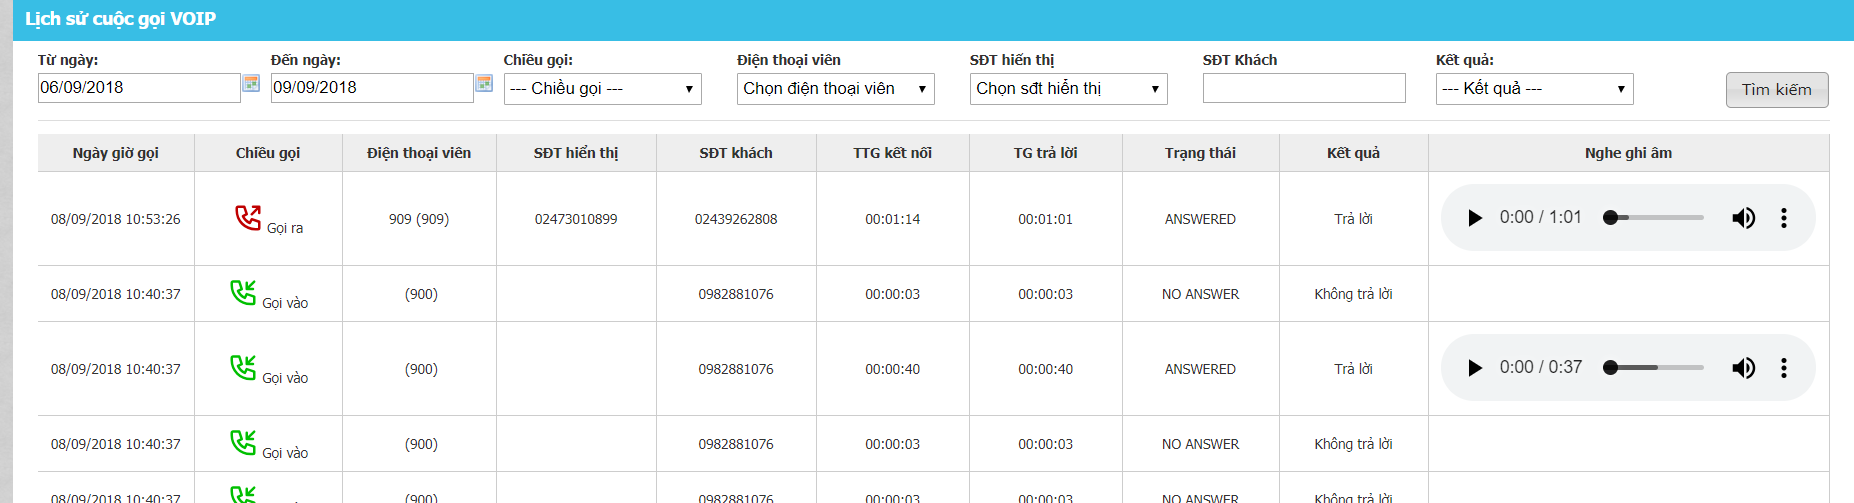 Lịch sử cuộc gọi VOIP
Từ ngày: Đến ngày: Chiều gọi: Điện thoại viên SĐT hiển thị SĐT Khách Kết quả:
06/09/2018 09/09/2018 --- Chiều gọi --- Chọn điện thoại viên Chọn sđt hiển thị --- Kết quả --- Tìm kiếm
Ngày giờ gọi Chiều gọi Điện thoại viên SĐT hiển thị SĐT khách TTG kết nối TG trả lời Trạng thái Kết quả Nghe ghi âm
08/09/2018 10:53:26 Gọi ra 909 (909) 02473010899 02439262808 00:01:14 00:01:01 ANSWERED Trả lời 0:00 / 1:01
08/09/2018 10:40:37 Gọi vào (900) 0982881076 00:00:03 00:00:03 NO ANSWER Không trả lời
08/09/2018 10:40:37 Gọi vào (900) 0982881076 00:00:40 00:00:40 ANSWERED Trả lời 0:00 / 0:37
08/09/2018 10:40:37 Gọi vào (900) 0982881076 00:00:03 00:00:03 NO ANSWER Không trả lời
08/09/2018 10:40:37 (900) 0982881076 00:00:03 00:00:03 NO ANSWER Không trả lời